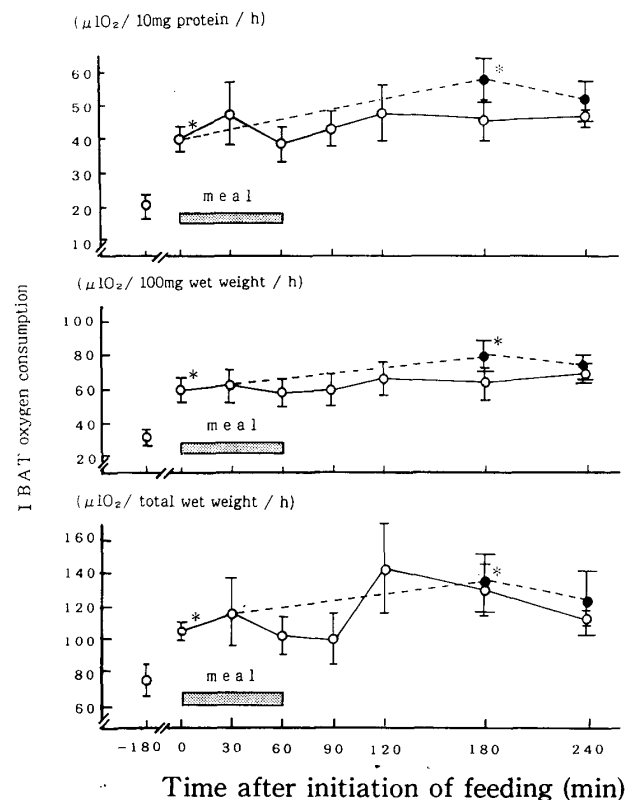 (μlO₂/ 10mg protein / h)
60
50
40
30
20
10
*
*
meal
(μlO₂/ 100mg wet weight / h)
100
80
60
40
20
*
*
meal
IBAT oxygen consumption
(μlO₂/ total wet weight / h)
160
140
120
100
80
60
*
*
meal
-180 0 30 60 90 120 180 240
Time after initiation of feeding (min)